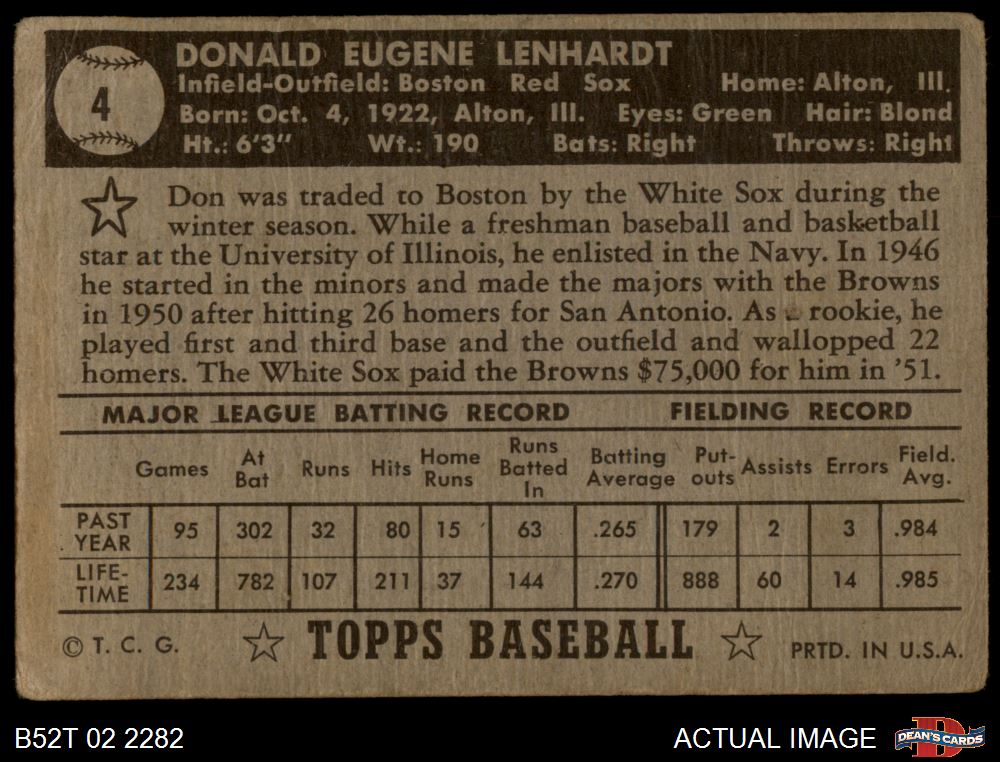 4
DONALD EUGENE LENHARDT
Infield-Outfield: Boston Red Sox Home: Alton, Ill.
Born: Oct. 4, 1922, Alton, Ill. Eyes: Green Hair: Blond
Ht.: 6'3" Wt.: 190 Bats: Right Throws: Right
Don was traded to Boston by the White Sox during the
winter season. While a freshman baseball and basketball
star at the University of Illinois, he enlisted in the Navy. In 1946
he started in the minors and made the majors with the Browns
in 1950 after hitting 26 homers for San Antonio. As rookie, he
played first and third base and the outfield and walloped 22
homers. The White Sox paid the Browns $75,000 for him in '51.
MAJOR LEAGUE BATTING RECORD FIELDING RECORD
Games At Bat Runs Hits Home Runs Runs Batted In Batting Average Put-outs Assists Errors Field. Avg.
PAST YEAR 95 302 32 80 15 63 .265 179 2 3 .984
LIFE-TIME 234 782 107 211 37 144 .270 888 60 14 .985
© T. C. G. TOPPS BASEBALL PRTD. IN U.S.A.
B52T 02 2282 ACTUAL IMAGE DEAN'S CARDS